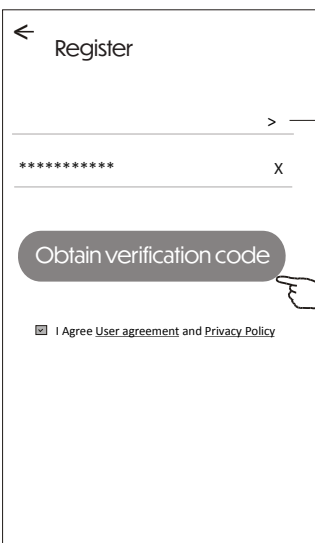 ←
Register
>
***********
X
Obtain verification code
I Agree User agreement and Privacy Policy